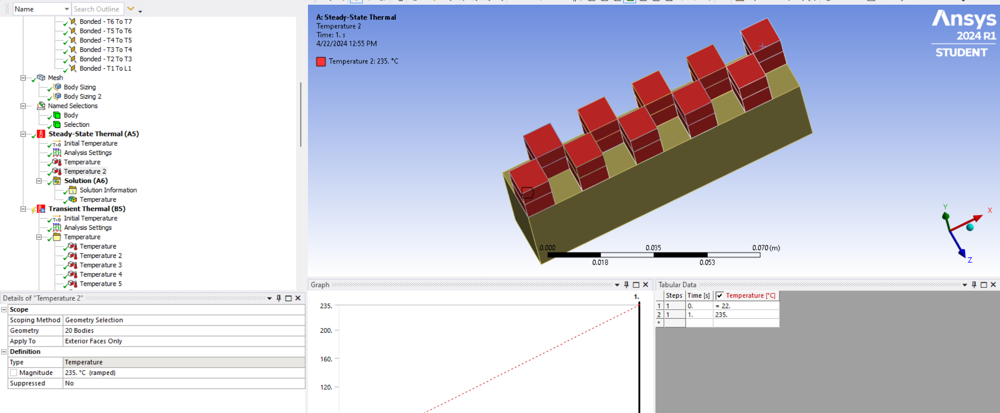 Name
Search Outline
Bonded - T6 To T7
Bonded - T5 To T6
Bonded - T4 To T5
Bonded - T3 To T4
Bonded - T2 To T3
Bonded - T1 To L1
Mesh
Body Sizing
Body Sizing 2
Named Selections
Body
Selection
Steady-State Thermal (A5)
T=0 Initial Temperature
Analysis Settings
Temperature
Temperature 2
Solution (A6)
Solution Information
Temperature
Transient Thermal (B5)
T=0 Initial Temperature
Analysis Settings
Temperature
Temperature
Temperature 2
Temperature 3
Temperature 4
Temperature 5
Details of "Temperature 2"
Scope
Scoping Method Geometry Selection
Geometry 20 Bodies
Apply To Exterior Faces Only
Definition
Type Temperature
Magnitude 235. °C (ramped)
Suppressed No
A: Steady-State Thermal
Temperature 2
Time: 1. s
4/22/2024 12:55 PM
Temperature 2: 235. °C
Ansys
2024 R1
STUDENT
Y
X
Z
0.000 0.035 0.070 (m)
0.018 0.053
Graph
1.
235.
200.
160.
120.
Tabular Data
Steps Time [s] Temperature [°C]
1 1 0. = 22.
2 1 1. 235.
*